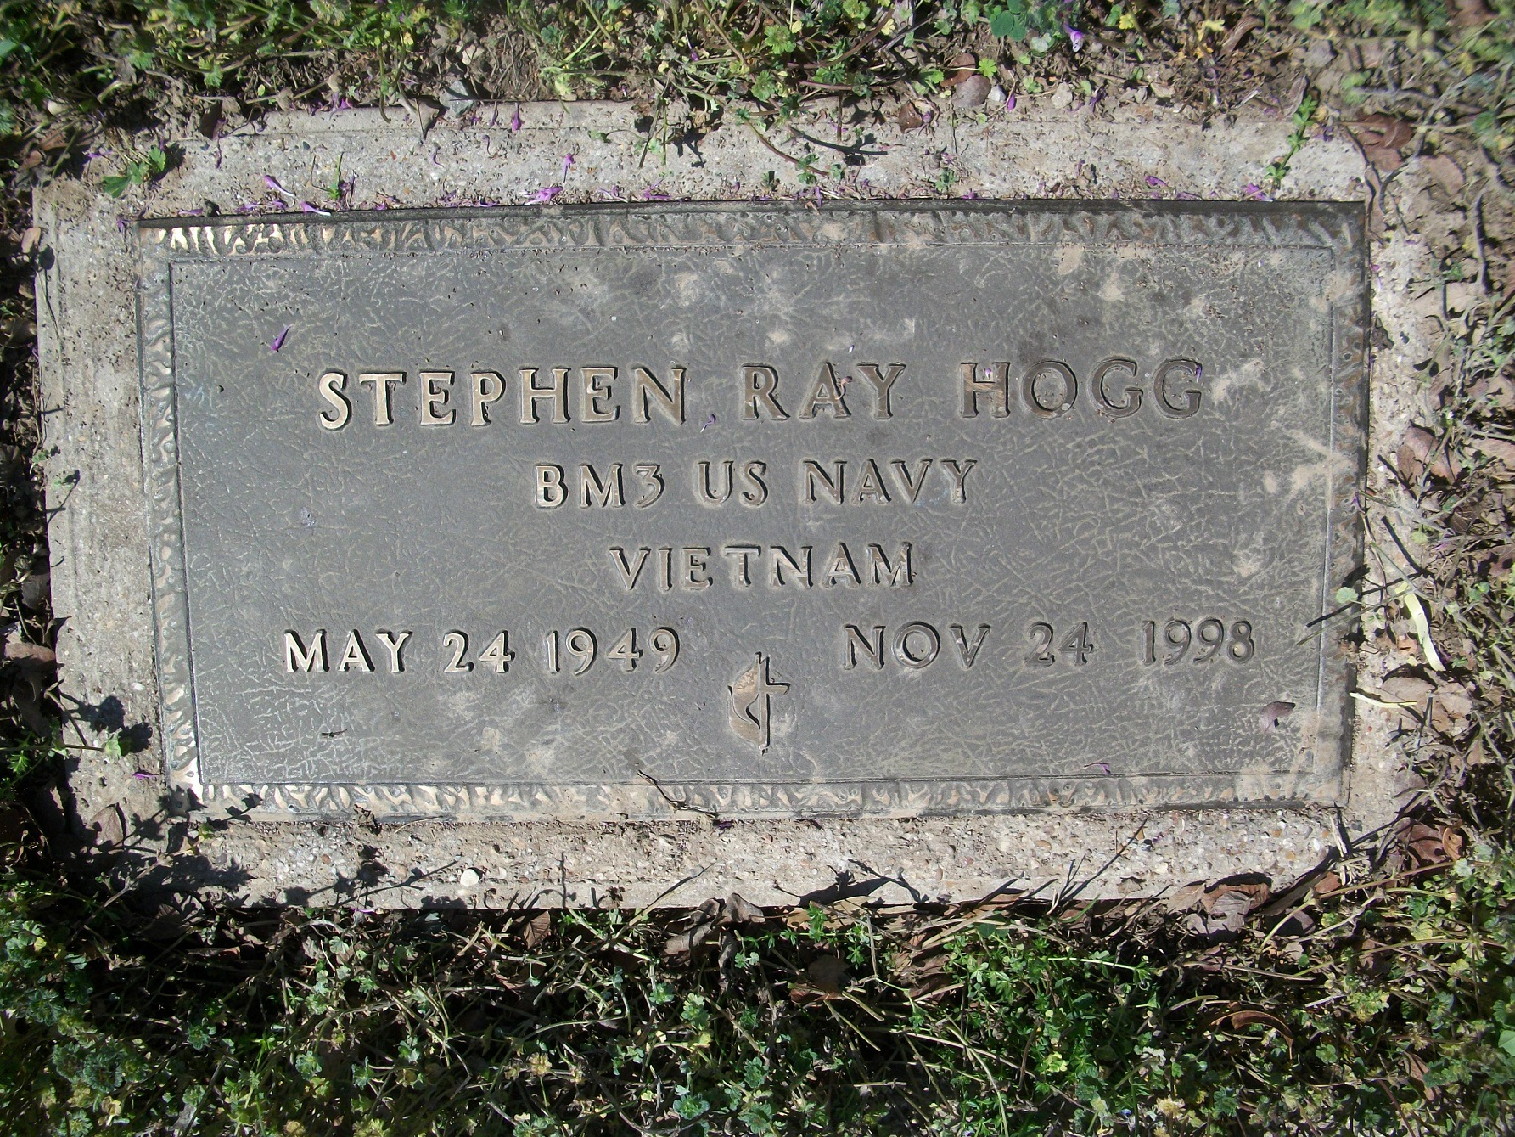 STEPHEN RAY HOGG
BM3 US NAVY
VIETNAM
MAY 24 1949 NOV 24 1998